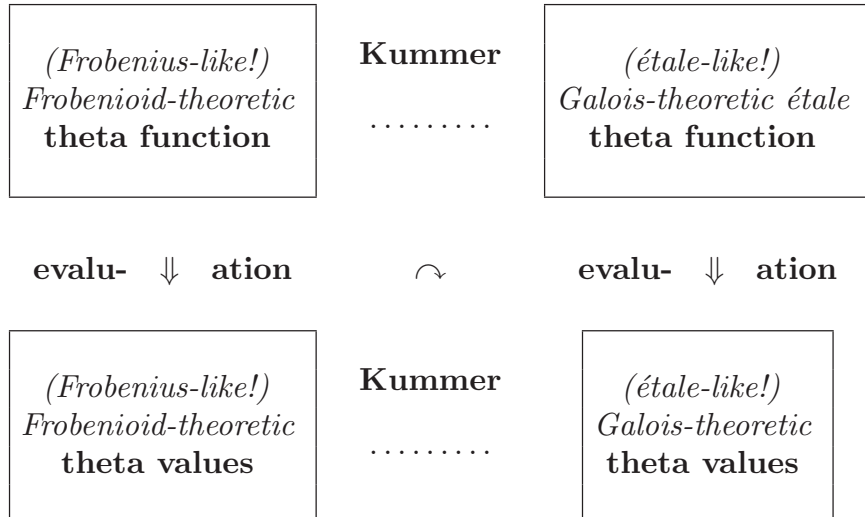 (Frobenius-like!) Kummer (étale-like!)
Frobenioid-theoretic ......... Galois-theoretic étale
theta function theta function
evalu- ⇓ ation ↷ evalu- ⇓ ation
(Frobenius-like!) Kummer (étale-like!)
Frobenioid-theoretic ......... Galois-theoretic
theta values theta values